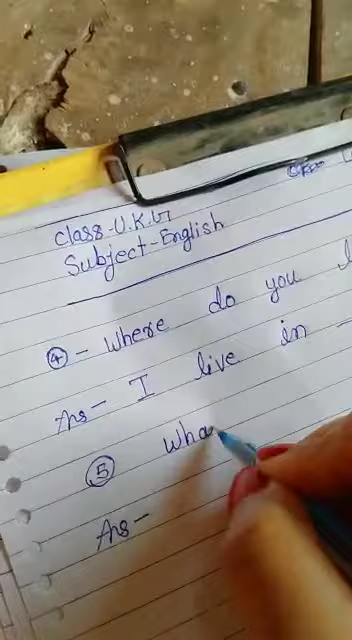 Class-U.K.G
Subject-English
④- Where do you
Ans- I live in -
⑤ Wha
Ans-